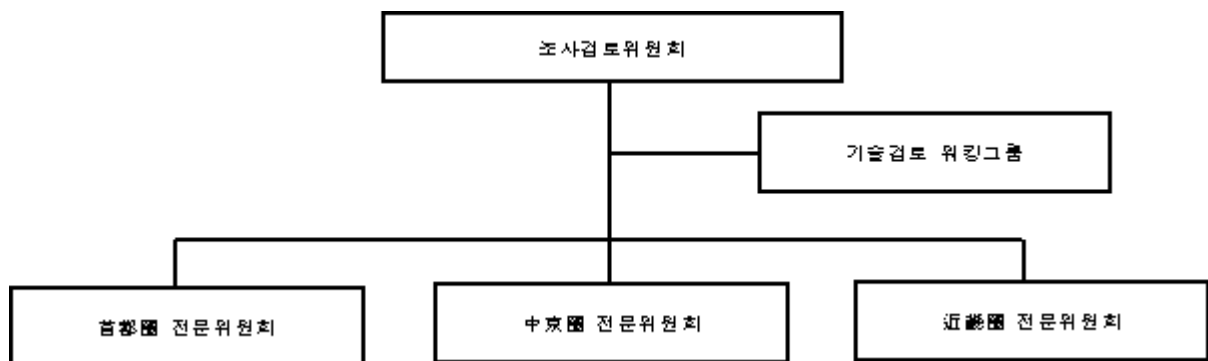 조사검토위원회
기술검토 워킹그룹
首都圈 전문위원회
中京圈 전문위원회
近畿圈 전문위원회